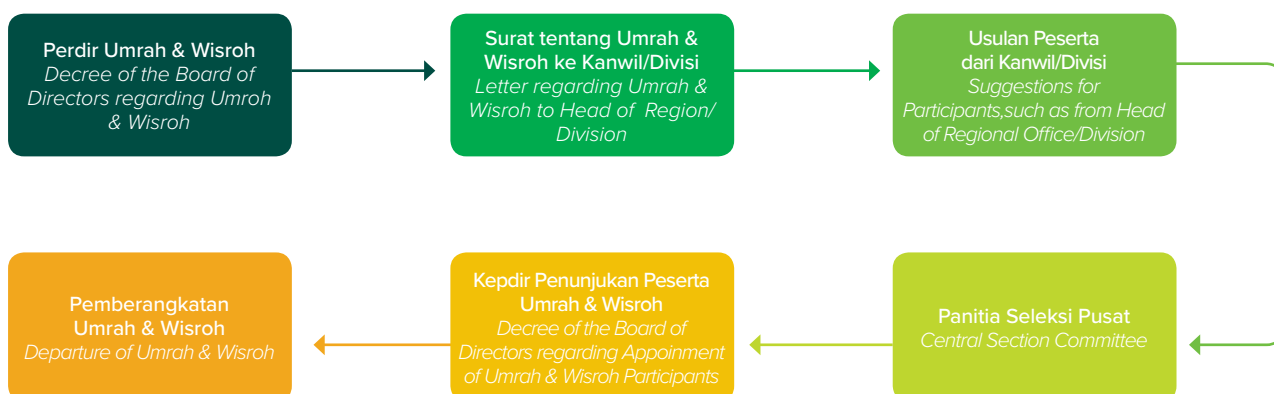 Perdir Umrah & Wisroh
Decree of the Board of
Directors regarding Umroh
& Wisroh
Surat tentang Umrah &
Wisroh ke Kanwil/Divisi
Letter regarding Umrah &
Wisroh to Head of Region/
Division
Usulan Peserta
dari Kanwil/Divisi
Suggestions for
Participants,such as from Head
of Regional Office/Division
Panitia Seleksi Pusat
Central Section Committee
Kepdir Penunjukan Peserta
Umrah & Wisroh
Decree of the Board of
Directors regarding Appoinment
of Umrah & Wisroh Participants
Pemberangkatan
Umrah & Wisroh
Departure of Umrah & Wisroh